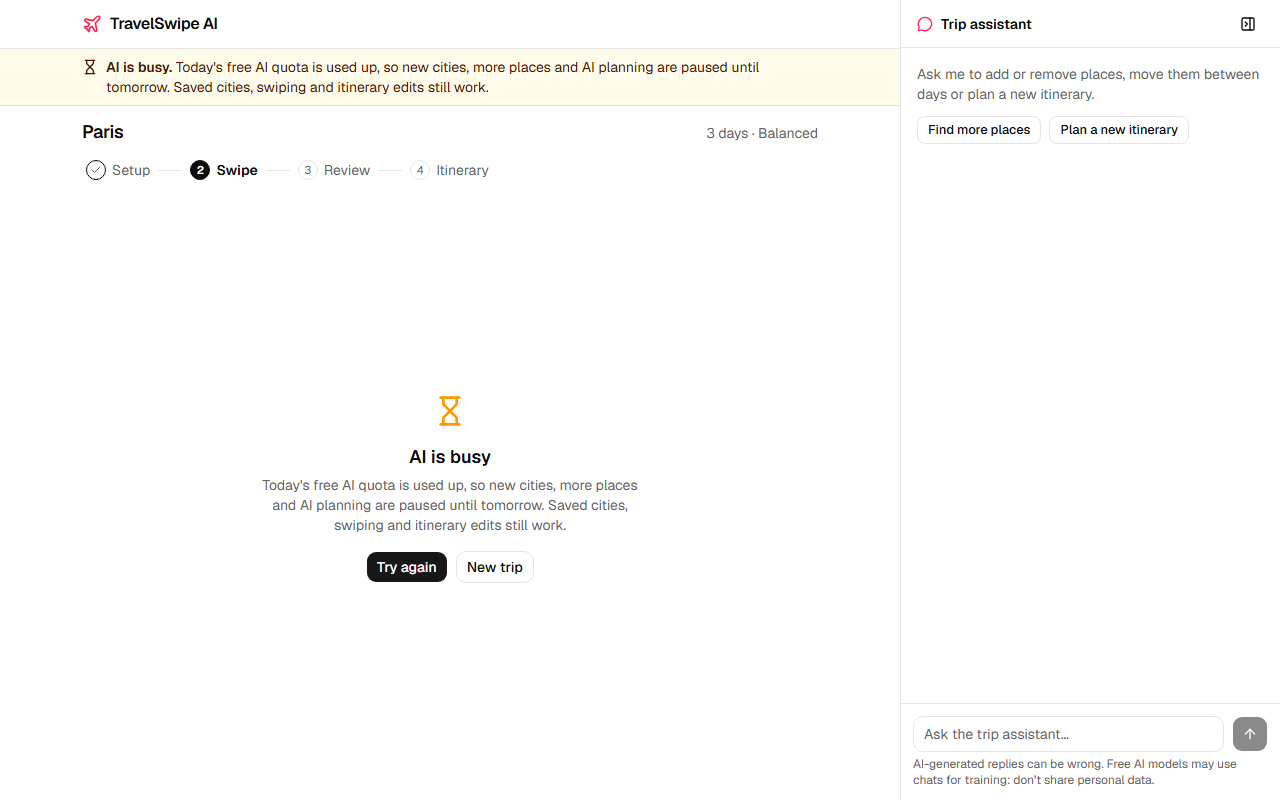 TravelSwipe AI
AI is busy. Today's free AI quota is used up, so new cities, more places and AI planning are paused until
tomorrow. Saved cities, swiping and itinerary edits still work.
Paris
3 days · Balanced
Setup
2 Swipe
3 Review
4 Itinerary
AI is busy
Today's free AI quota is used up, so new cities, more places
and AI planning are paused until tomorrow. Saved cities,
swiping and itinerary edits still work.
Try again
New trip
Trip assistant
Ask me to add or remove places, move them between
days or plan a new itinerary.
Find more places
Plan a new itinerary
Ask the trip assistant...
AI-generated replies can be wrong. Free AI models may use
chats for training: don't share personal data.